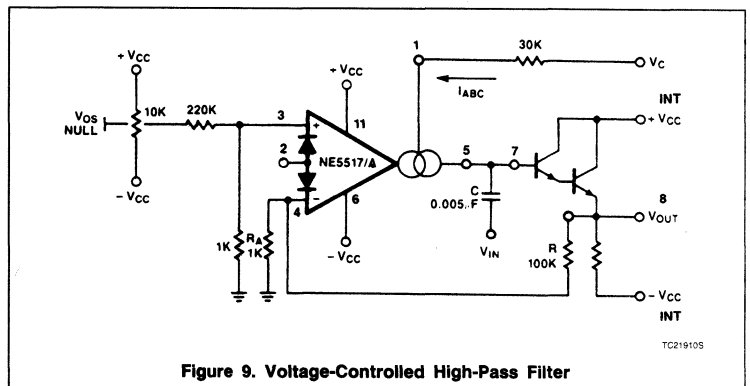 1
30K
VC
+ VCC
+ VCC
IABC
INT
VOS
NULL
10K
220K
3
+
11
+ VCC
2
NE5517/A
5
7
- VCC
4
-
6
C
0.005µF
8
VOUT
RA
1K
1K
VIN
R
100K
- VCC
- VCC
INT
TC21910S
Figure 9. Voltage-Controlled High-Pass Filter